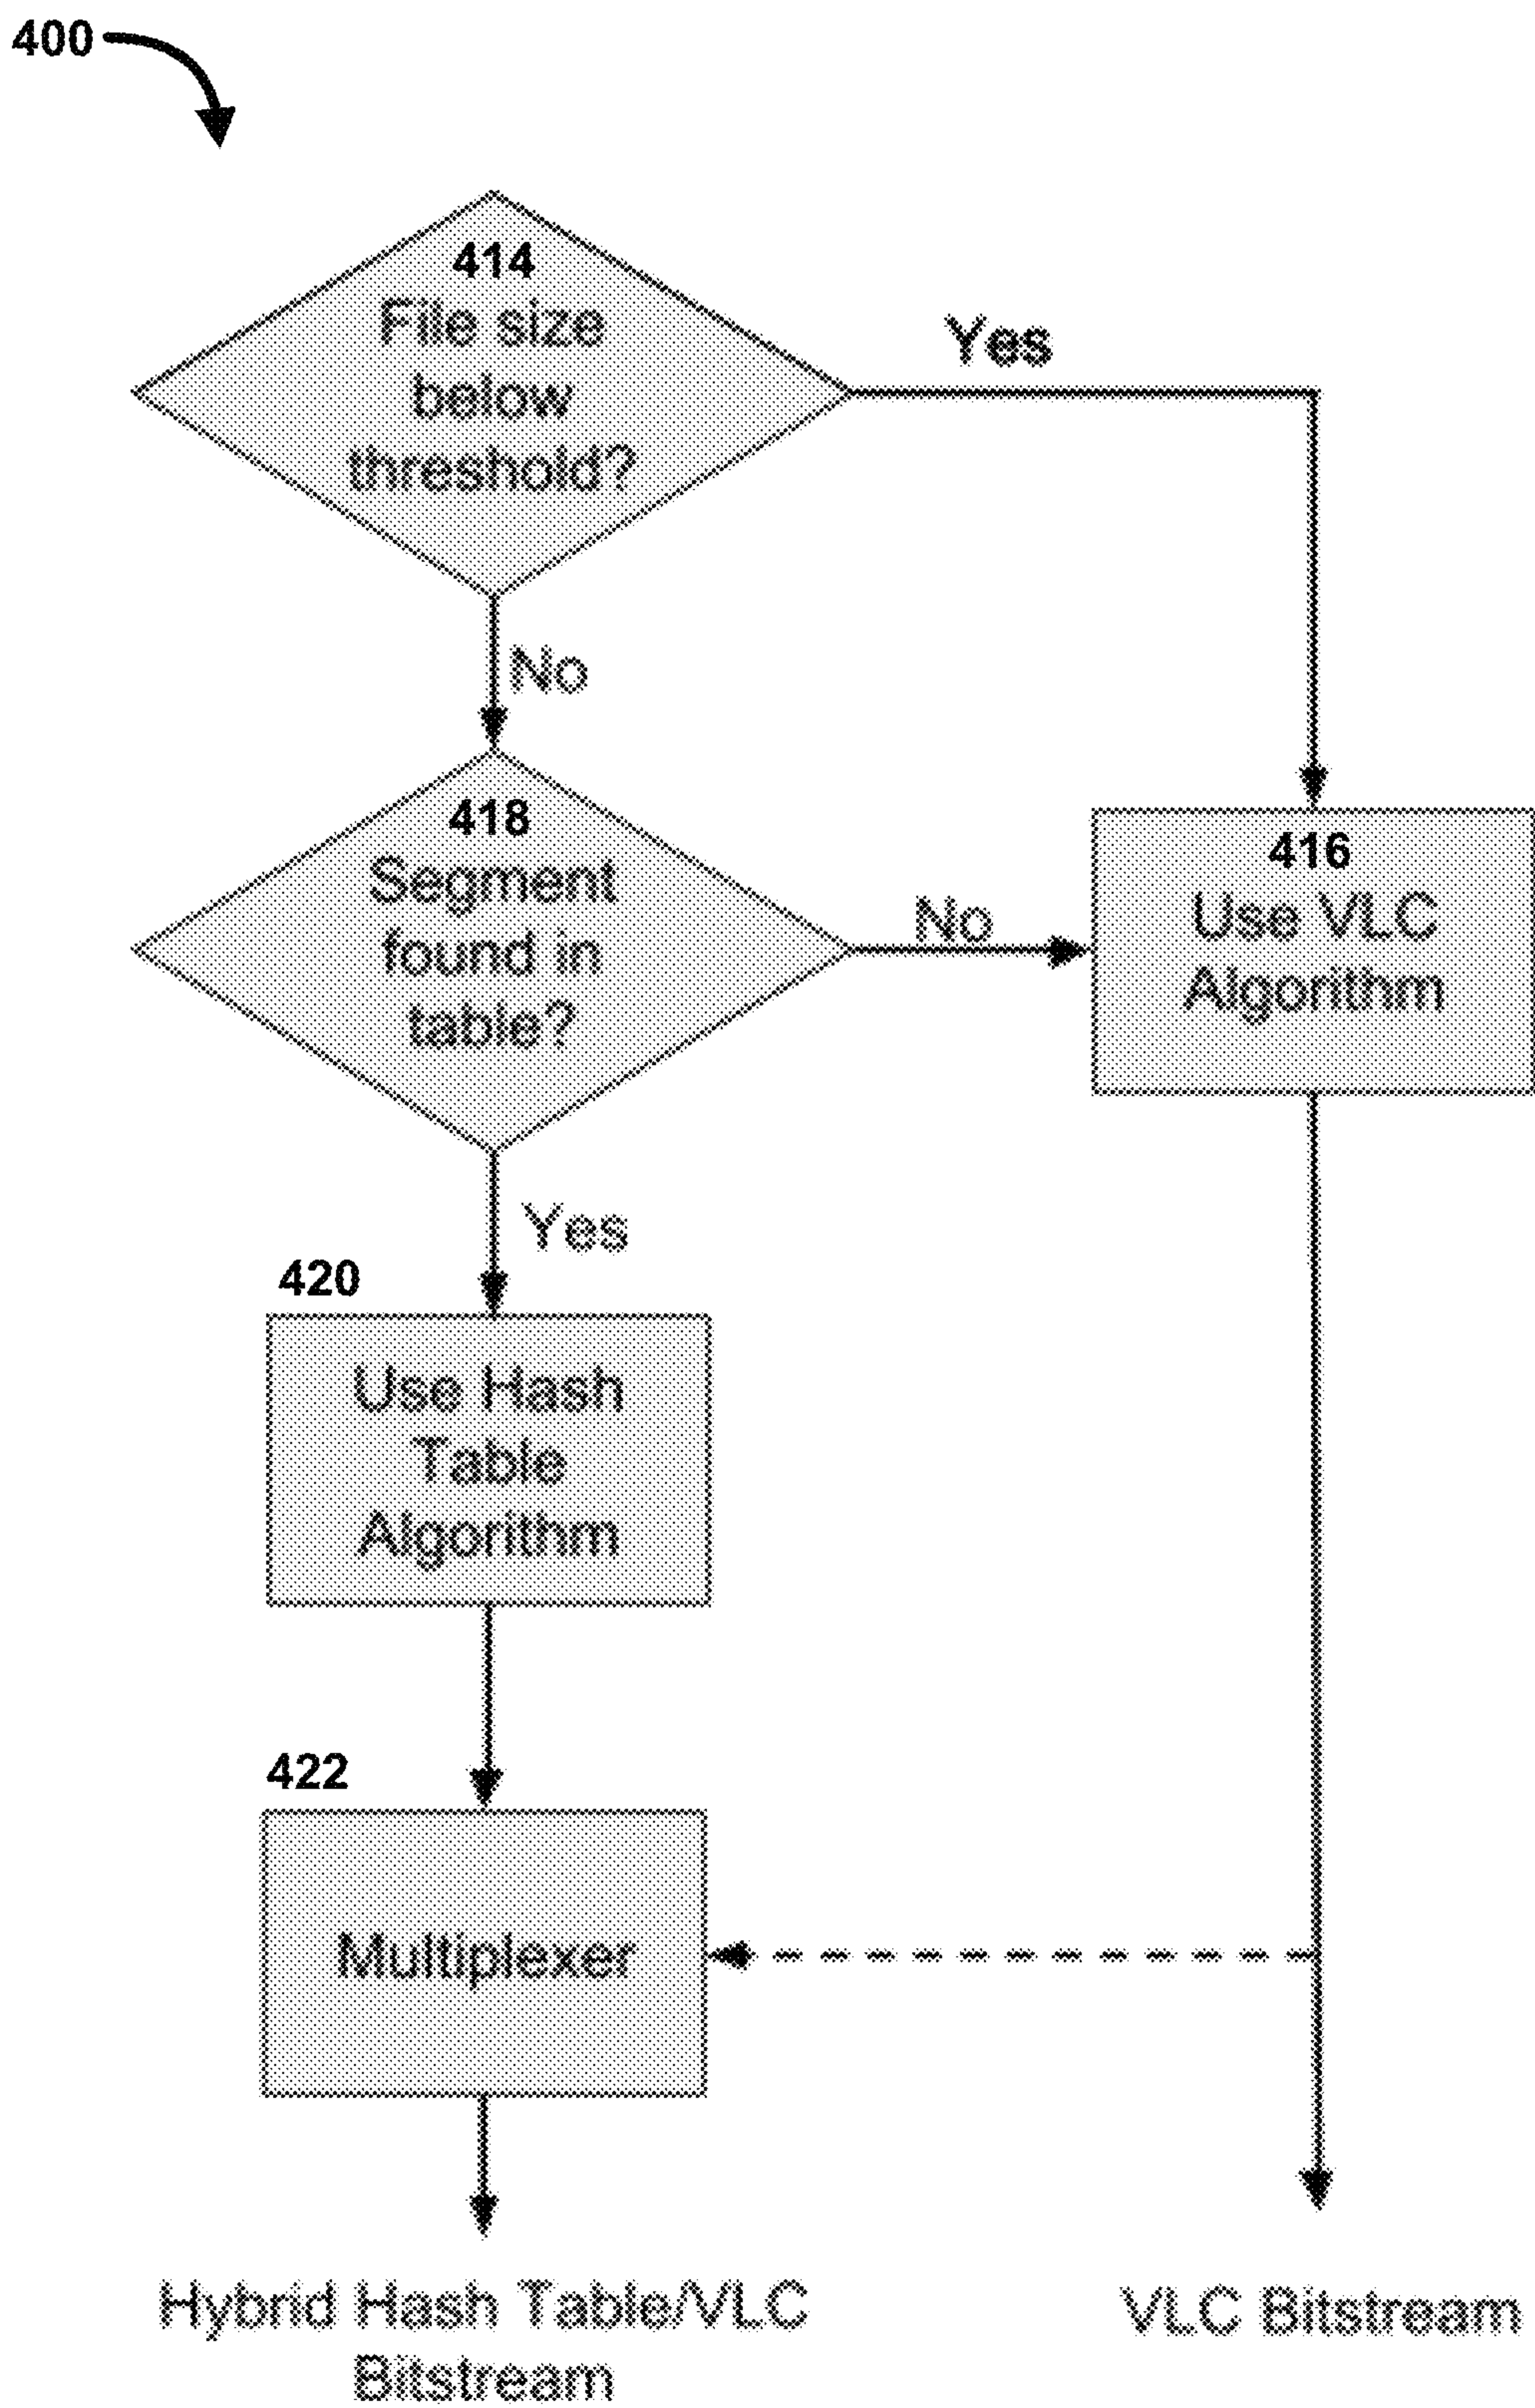 400
414
File size
below
threshold?
Yes
No
418
Segment
found in
table?
No
416
Use VLC
Algorithm
Yes
420
Use Hash
Table
Algorithm
422
Multiplexer
Hybrid Hash Table/VLC
Bitstream
VLC Bitstream